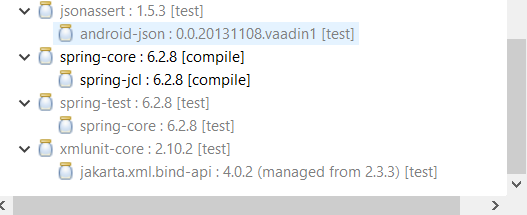 jsonassert : 1.5.3 [test]
android-json : 0.0.20131108.vaadin1 [test]
spring-core : 6.2.8 [compile]
spring-jcl : 6.2.8 [compile]
spring-test : 6.2.8 [test]
spring-core : 6.2.8 [test]
xmlunit-core : 2.10.2 [test]
jakarta.xml.bind-api : 4.0.2 (managed from 2.3.3) [test]